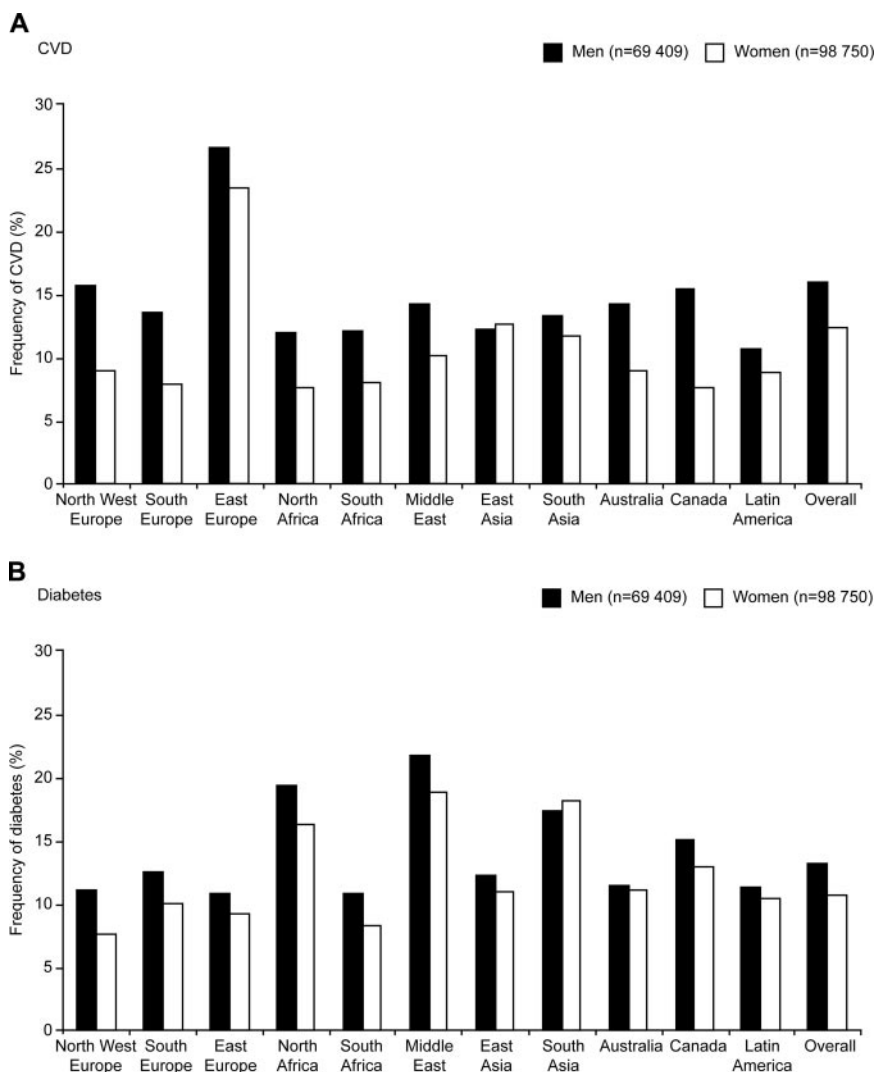 A
CVD
Men (n=69 409) Women (n=98 750)
30
25
20
15
10
5
0
Frequency of CVD (%)
North West South East North South Middle East South Australia Canada Latin Overall
Europe Europe Europe Africa Africa East Asia Asia America
B
Diabetes
Men (n=69 409) Women (n=98 750)
30
25
20
15
10
5
0
Frequency of diabetes (%)
North West South East North South Middle East South Australia Canada Latin Overall
Europe Europe Europe Africa Africa East Asia Asia America